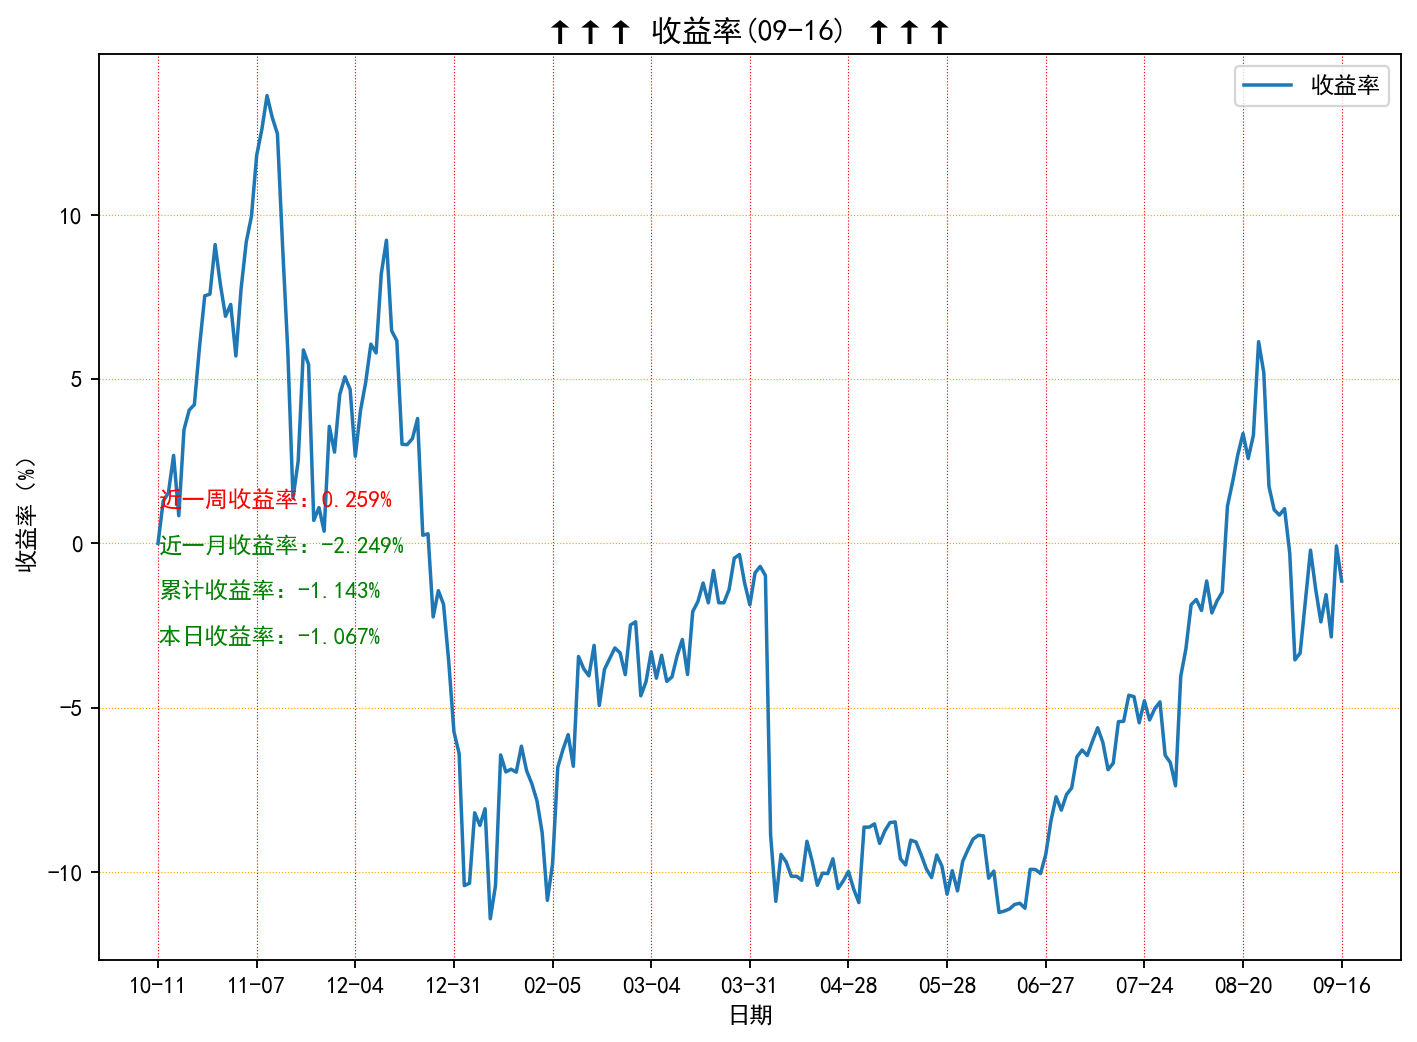 ↑↑↑ 收益率(09-16) ↑↑↑
收益率
10
5
0
-5
-10
收益率 (%)
近一周收益率: 0.259%
近一月收益率: -2.249%
累计收益率: -1.143%
本日收益率: -1.067%
10-11 11-07 12-04 12-31 02-05 03-04 03-31 04-28 05-28 06-27 07-24 08-20 09-16
日期